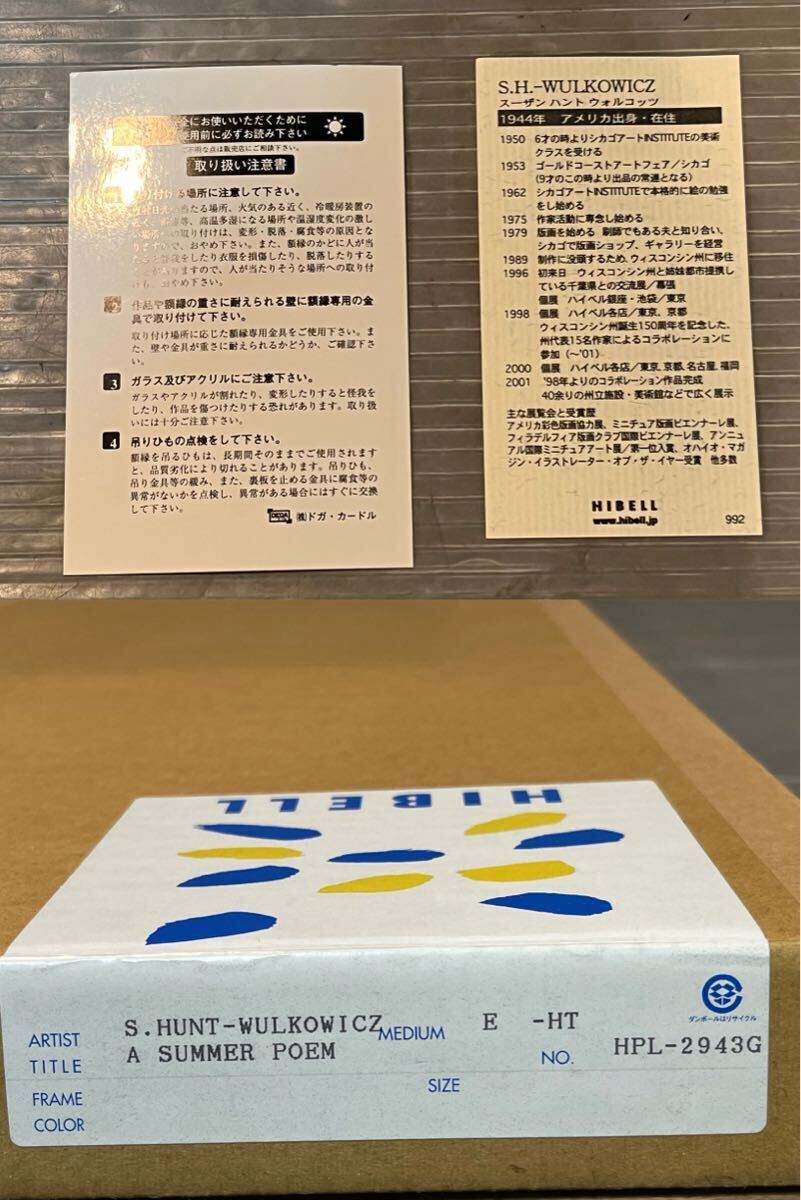 全にお使いいただくために
使用前に必ずお読み下さい
ご不明な点は販売店にご相談下さい。
取り扱い注意書
取り付ける場所に注意して下さい。
当たる場所、火気のある近く、冷暖房装置の
等、高温多湿になる場所や温湿度変化の激し
い場所への取り付けは、変形・脱落・腐食等の原因とな
りますので、おやめ下さい。また、額縁のかどに人が当
たると怪我をしたり衣服を損傷したり、脱落したりする
ことがありますので、人が当たりそうな場所への取り付
けも、おやめ下さい。
2 作品や額縁の重さに耐えられる壁に額縁専用の金
具で取り付けて下さい。
取り付け場所に応じた額縁専用金具をご使用下さい。ま
た、壁や金具が重さに耐えられるかどうか、ご確認下さ
い。
3 ガラス及びアクリルにご注意下さい。
ガラスやアクリルが割れたり、変形したりすると怪我を
したり、作品を傷つけたりする恐れがあります。取り扱
いには十分ご注意下さい。
4 吊りひもの点検をして下さい。
額縁を吊るひもは、長期間そのままでご使用されます
と、品質劣化により切れることがあります。吊りひも、
吊り金具等の緩み、また、裏板を止める金具に腐食等の
異常がないかを点検し、異常がある場合にはすぐに交換
して下さい。
DEGA ㈱ドガ・カードル
S.H.-WULKOWICZ
スーザン ハント ウォルコッツ
1944年 アメリカ出身・在住
1950 6才の時よりシカゴアートINSTITUTEの美術
クラスを受ける
1953 ゴールドコーストアートフェア／シカゴ
(9才のこの時より出品の常連となる)
1962 シカゴアートINSTITUTEで本格的に絵の勉強
をし始める
1975 作家活動に専念し始める
1979 版画を始める 刷師でもある夫と知り合い、
シカゴで版画ショップ、ギャラリーを経営
1989 制作に没頭するため、ウィスコンシン州に移住
1996 初来日 ウィスコンシン州と姉妹都市提携し
ている千葉県との交流展／幕張
個展 ハイベル銀座・池袋／東京
1998 個展 ハイベル各店／東京、京都
ウィスコンシン州誕生150周年を記念した、
州代表15名作家によるコラボレーションに
参加 (～'01)
2000 個展 ハイベル各店／東京、京都、名古屋、福岡
2001 '98年よりのコラボレーション作品完成
40余りの州立施設・美術館などで広く展示
主な展覧会と受賞歴
アメリカ彩色版画協力展、ミニチュア版画ビエンナーレ展、
フィラデルフィア版画クラブ国際ビエンナーレ展、アンニュ
アル国際ミニチュアアート展／第一位入賞、オハイオ・マガ
ジン・イラストレーター・オブ・ザ・イヤー受賞 他多数
HIBELL
www.hibell.jp 992
HIBELL
ダンボールはリサイクル
ARTIST S.HUNT-WULKOWICZ MEDIUM E -HT
TITLE A SUMMER POEM NO. HPL-2943G
FRAME SIZE
COLOR